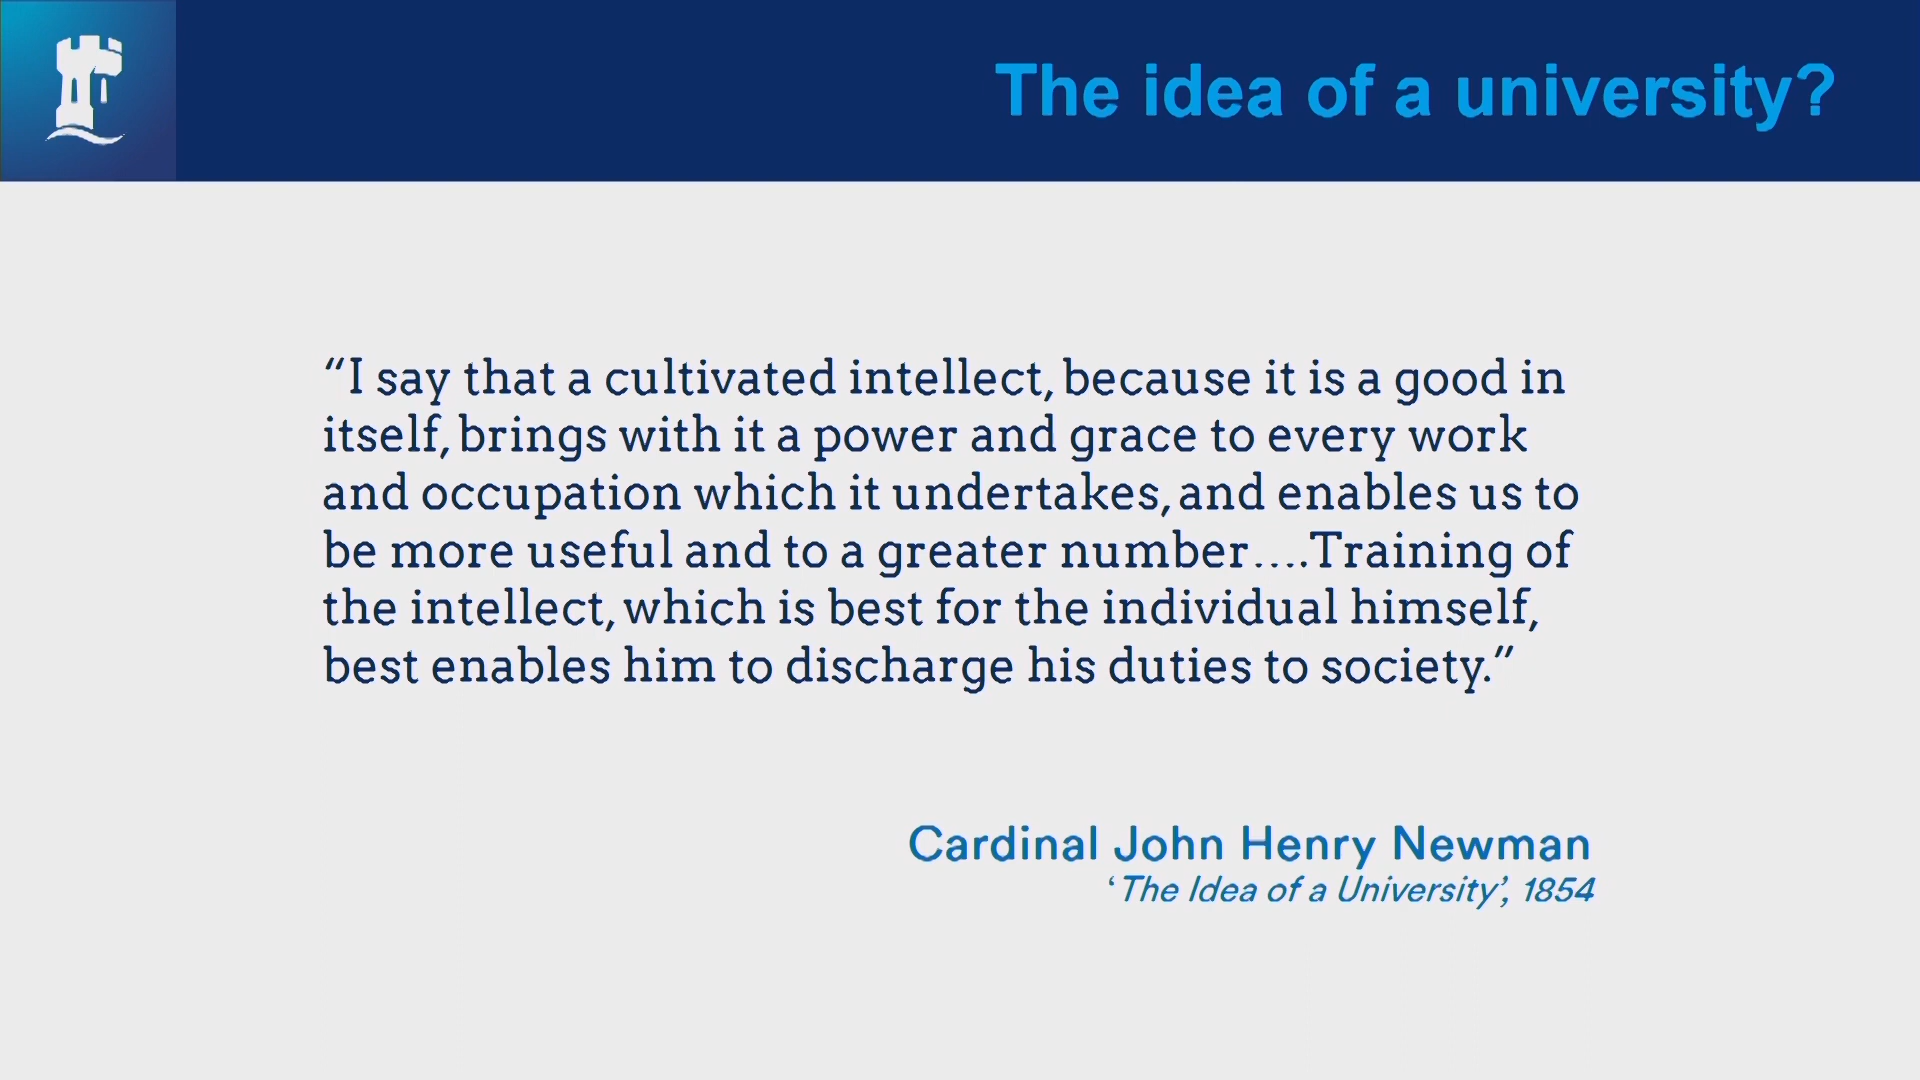 The idea of a university?
“I say that a cultivated intellect, because it is a good in
itself, brings with it a power and grace to every work
and occupation which it undertakes, and enables us to
be more useful and to a greater number….Training of
the intellect, which is best for the individual himself,
best enables him to discharge his duties to society.”
Cardinal John Henry Newman
‘The Idea of a University’, 1854